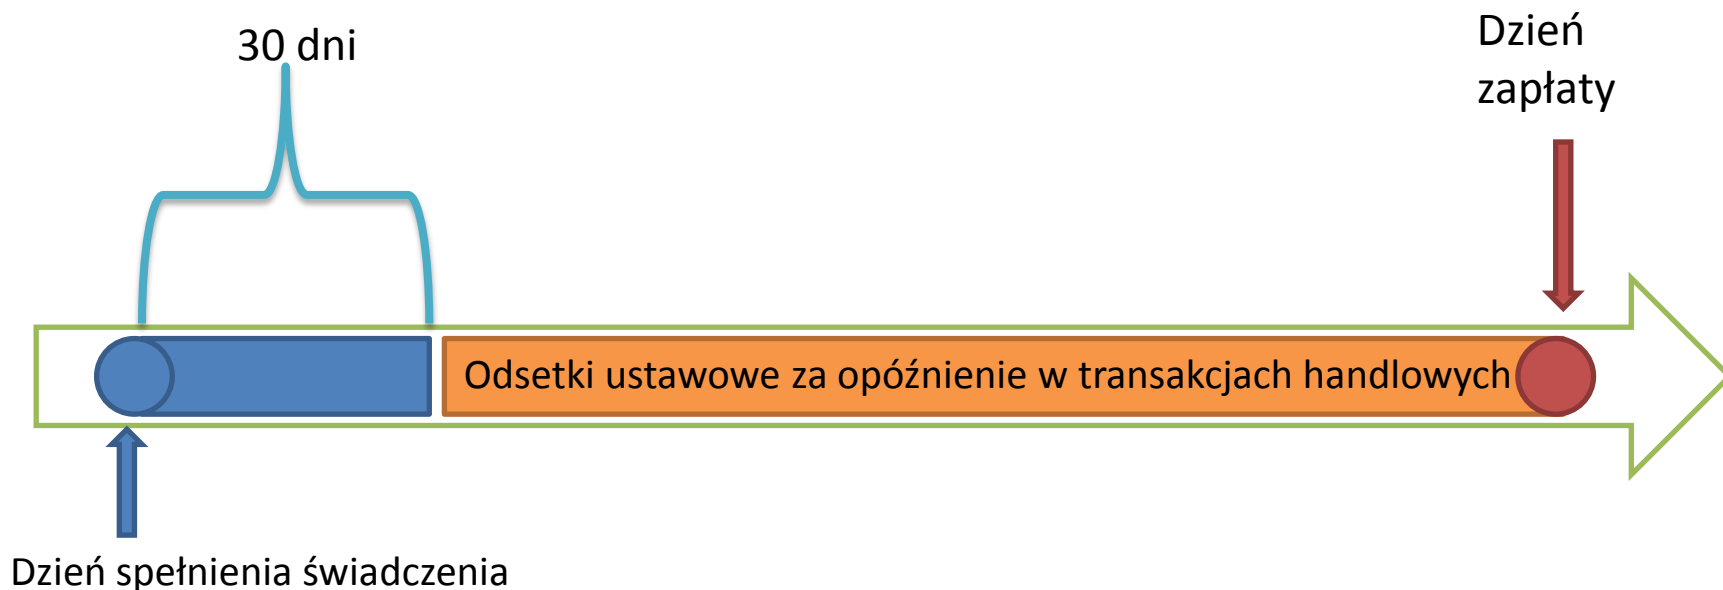 30 dni
Dzień
zapłaty
Odsetki ustawowe za opóźnienie w transakcjach handlowych
Dzień spełnienia świadczenia